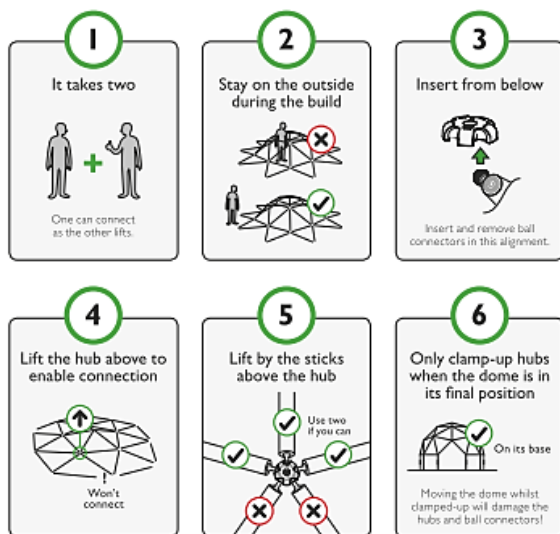 1
It takes two
One can connect
as the other lifts.
2
Stay on the outside
during the build
3
Insert from below
Insert and remove ball
connectors in this alignment.
4
Lift the hub above to
enable connection
!
Won't
connect
5
Lift by the sticks
above the hub
Use two
if you can
6
Only clamp-up hubs
when the dome is in
its final position
On its base
Moving the dome whilst
clamped-up will damage the
hubs and ball connectors!